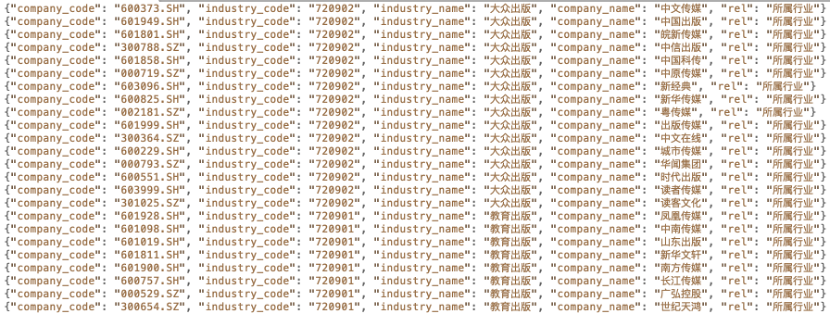 {"company_code": "600373.SH", "industry_code": "720902", "industry_name": "大众出版", "company_name": "中文传媒", "rel": "所属行业"}
{"company_code": "601949.SH", "industry_code": "720902", "industry_name": "大众出版", "company_name": "中国出版", "rel": "所属行业"}
{"company_code": "601801.SH", "industry_code": "720902", "industry_name": "大众出版", "company_name": "皖新传媒", "rel": "所属行业"}
{"company_code": "300788.SZ", "industry_code": "720902", "industry_name": "大众出版", "company_name": "中信出版", "rel": "所属行业"}
{"company_code": "601858.SH", "industry_code": "720902", "industry_name": "大众出版", "company_name": "中国科传", "rel": "所属行业"}
{"company_code": "000719.SZ", "industry_code": "720902", "industry_name": "大众出版", "company_name": "中原传媒", "rel": "所属行业"}
{"company_code": "603096.SH", "industry_code": "720902", "industry_name": "大众出版", "company_name": "新经典", "rel": "所属行业"}
{"company_code": "600825.SH", "industry_code": "720902", "industry_name": "大众出版", "company_name": "新华传媒", "rel": "所属行业"}
{"company_code": "002181.SZ", "industry_code": "720902", "industry_name": "大众出版", "company_name": "粤传媒", "rel": "所属行业"}
{"company_code": "601999.SH", "industry_code": "720902", "industry_name": "大众出版", "company_name": "出版传媒", "rel": "所属行业"}
{"company_code": "300364.SZ", "industry_code": "720902", "industry_name": "大众出版", "company_name": "中文在线", "rel": "所属行业"}
{"company_code": "600229.SH", "industry_code": "720902", "industry_name": "大众出版", "company_name": "城市传媒", "rel": "所属行业"}
{"company_code": "000793.SZ", "industry_code": "720902", "industry_name": "大众出版", "company_name": "华闻集团", "rel": "所属行业"}
{"company_code": "600551.SH", "industry_code": "720902", "industry_name": "大众出版", "company_name": "时代出版", "rel": "所属行业"}
{"company_code": "603999.SH", "industry_code": "720902", "industry_name": "大众出版", "company_name": "读者传媒", "rel": "所属行业"}
{"company_code": "301025.SZ", "industry_code": "720902", "industry_name": "大众出版", "company_name": "读客文化", "rel": "所属行业"}
{"company_code": "601928.SH", "industry_code": "720901", "industry_name": "教育出版", "company_name": "凤凰传媒", "rel": "所属行业"}
{"company_code": "601098.SH", "industry_code": "720901", "industry_name": "教育出版", "company_name": "中南传媒", "rel": "所属行业"}
{"company_code": "601019.SH", "industry_code": "720901", "industry_name": "教育出版", "company_name": "山东出版", "rel": "所属行业"}
{"company_code": "601811.SH", "industry_code": "720901", "industry_name": "教育出版", "company_name": "新华文轩", "rel": "所属行业"}
{"company_code": "601900.SH", "industry_code": "720901", "industry_name": "教育出版", "company_name": "南方传媒", "rel": "所属行业"}
{"company_code": "600757.SH", "industry_code": "720901", "industry_name": "教育出版", "company_name": "长江传媒", "rel": "所属行业"}
{"company_code": "000529.SZ", "industry_code": "720901", "industry_name": "教育出版", "company_name": "广弘控股", "rel": "所属行业"}
{"company_code": "300654.SZ", "industry_code": "720901", "industry_name": "教育出版", "company_name": "世纪天鸿", "rel": "所属行业"}